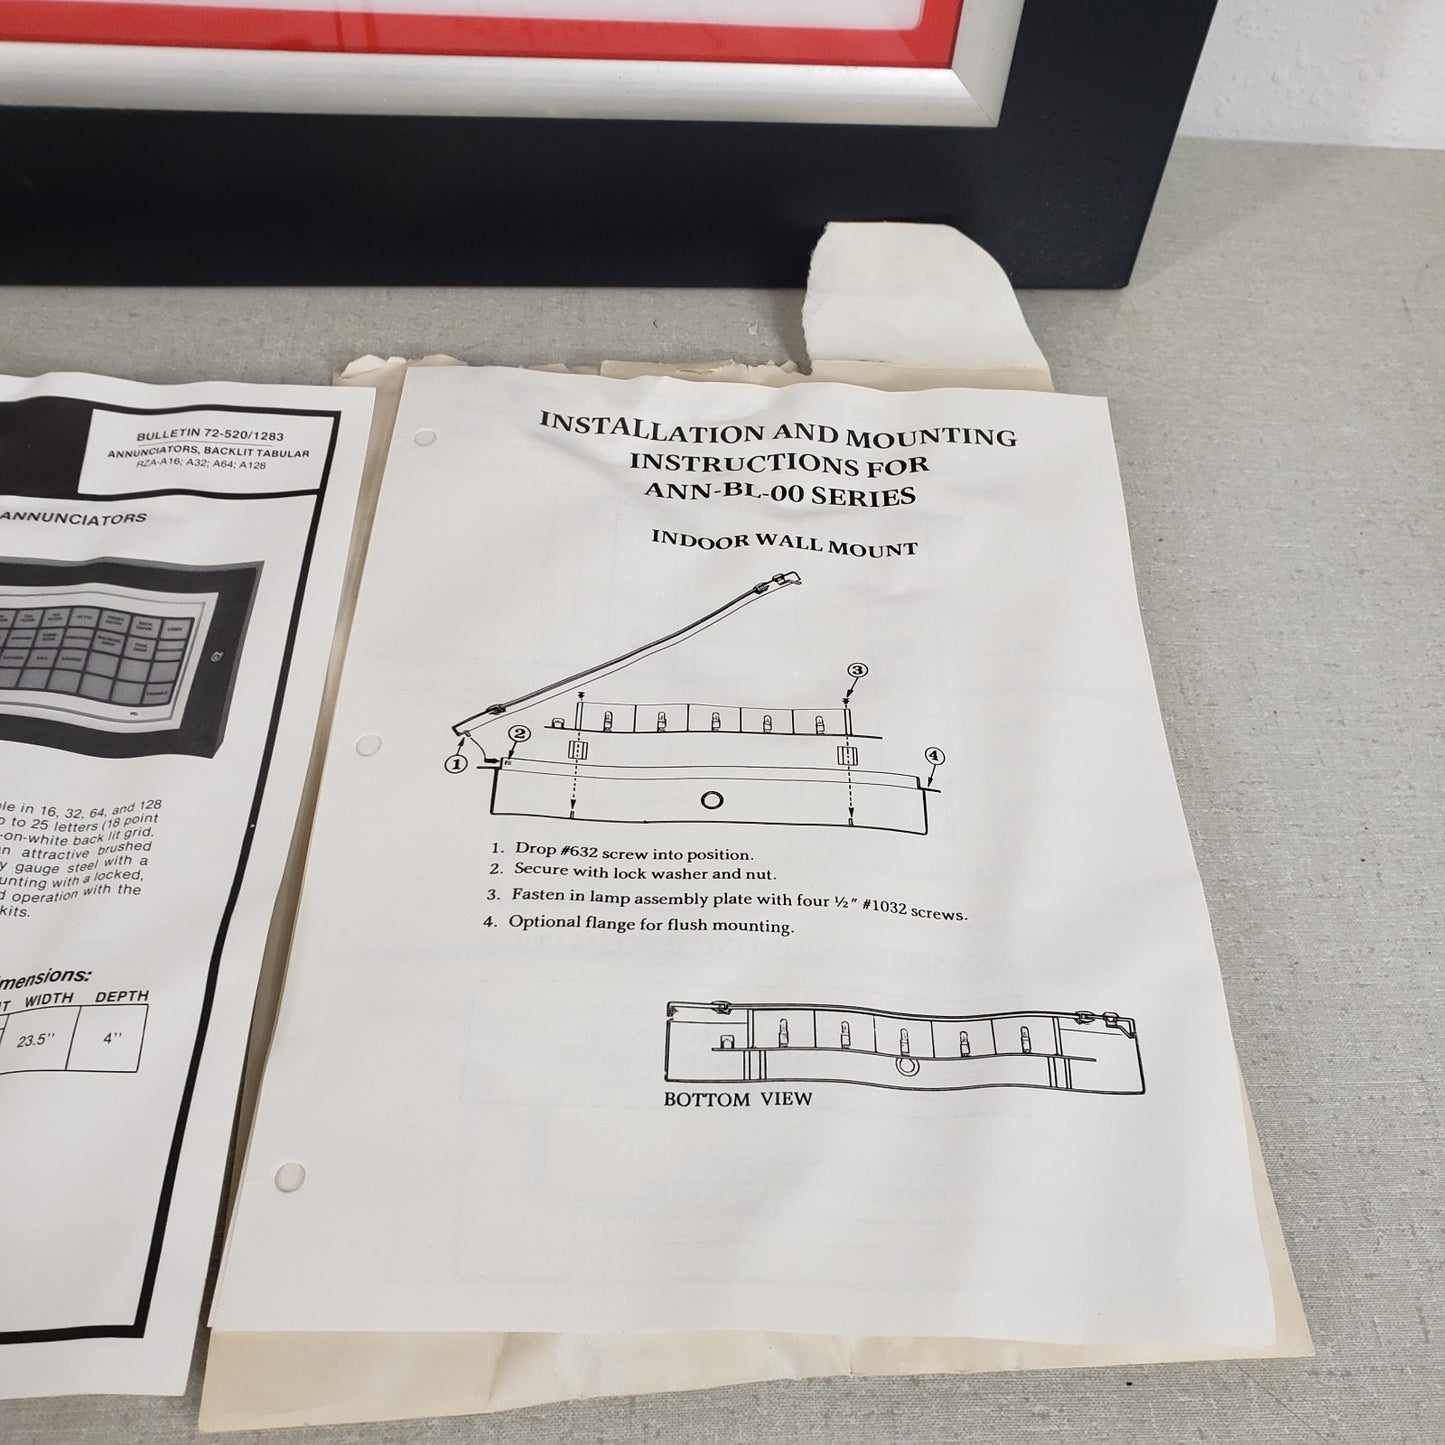 BULLETIN 72-520/1283
ANNUNCIATORS, BACKLIT TABULAR
RZA-A16; A32; A64; A128
ANNUNCIATORS
ATTIC
LOBBY
in 16, 32, 64, and 128
to 25 letters (18 point
-on-white back lit grid.
attractive brushed
gauge steel with a
with a locked,
operation with the
kits.
WIDTH DEPTH
23.5'' 4''
INSTALLATION AND MOUNTING
INSTRUCTIONS FOR
ANN-BL-00 SERIES
INDOOR WALL MOUNT
3
2
1
4
1. Drop #632 screw into position.
2. Secure with lock washer and nut.
3. Fasten in lamp assembly plate with four ½" #1032 screws.
4. Optional flange for flush mounting.
BOTTOM VIEW